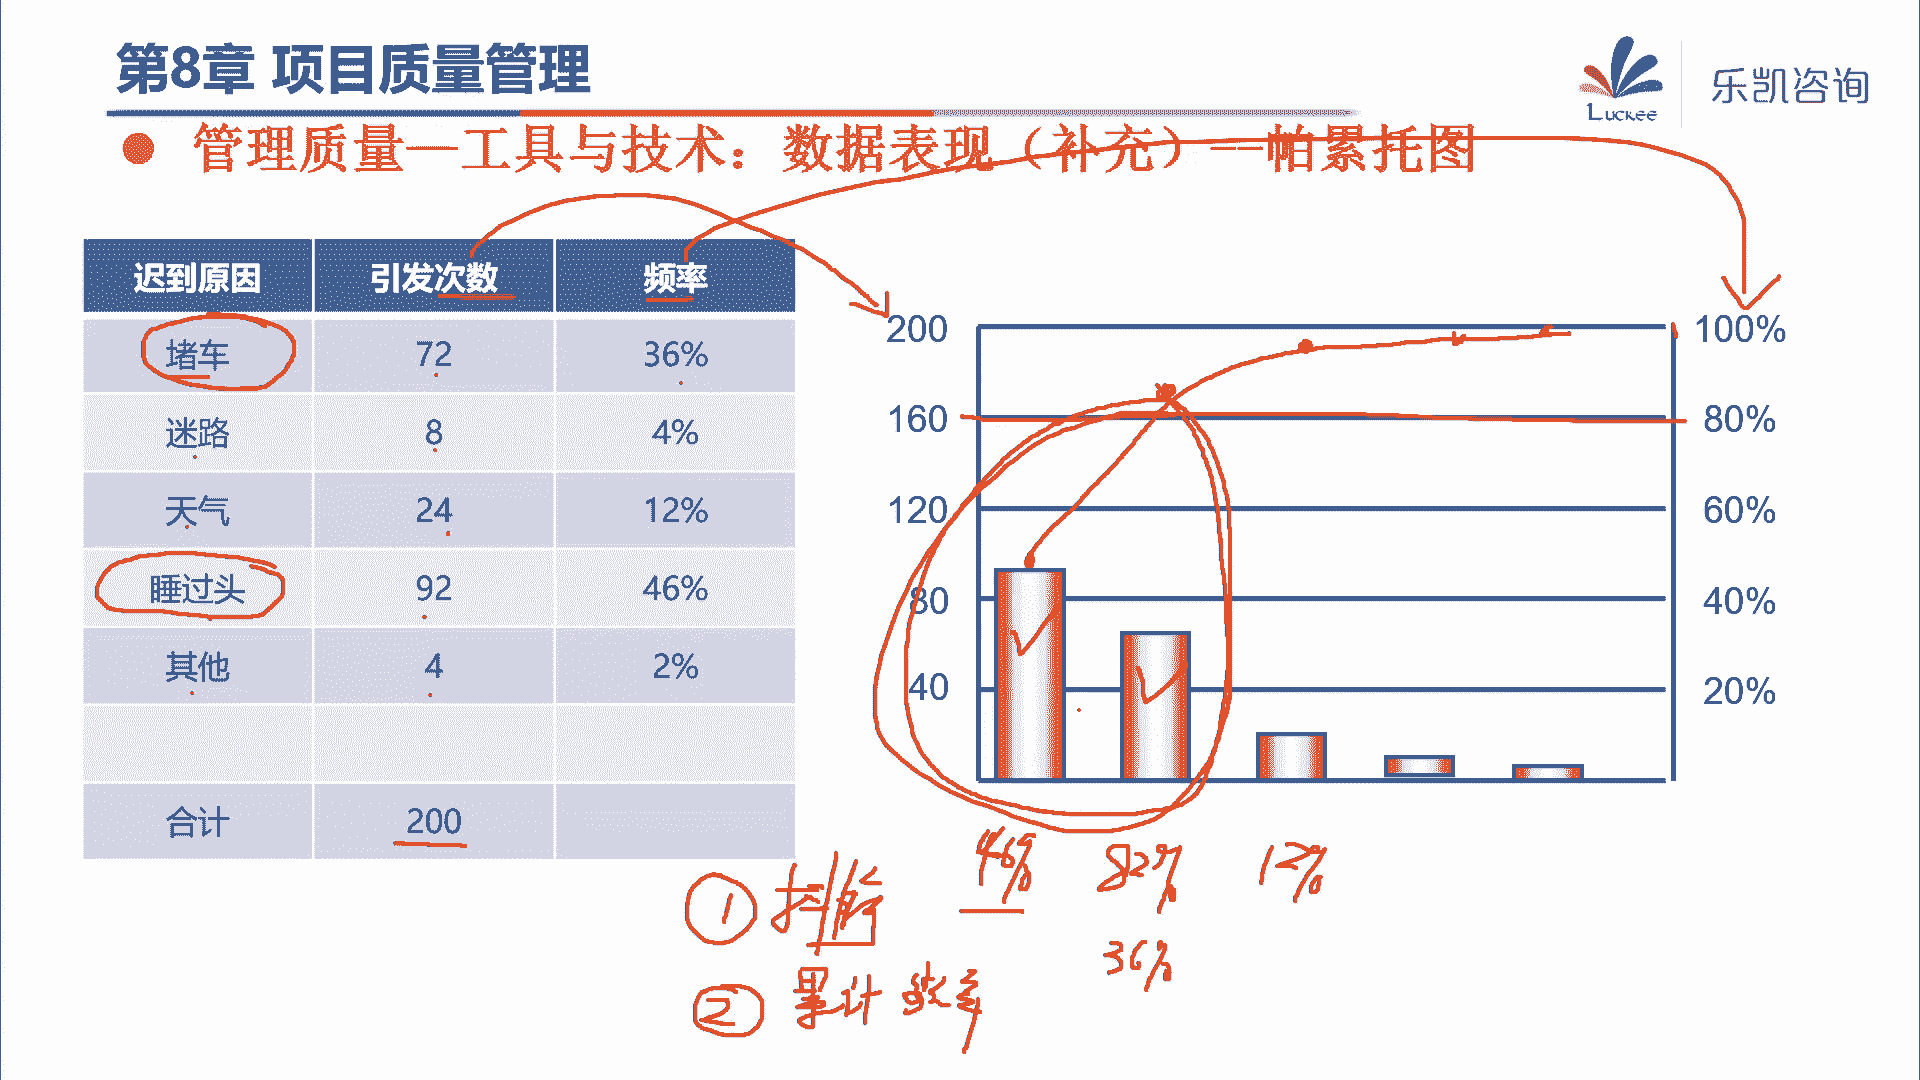 第8章 项目质量管理
Luckee 乐凯咨询
管理质量—工具与技术：数据表现（补充）——帕累托图
迟到原因 引发次数 频率
堵车 72 36%
迷路 8 4%
天气 24 12%
睡过头 92 46%
其他 4 2%
合计 200
200 100%
160 80%
120 60%
80 40%
40 20%
46% 82% 12%
36%
①
② 累计